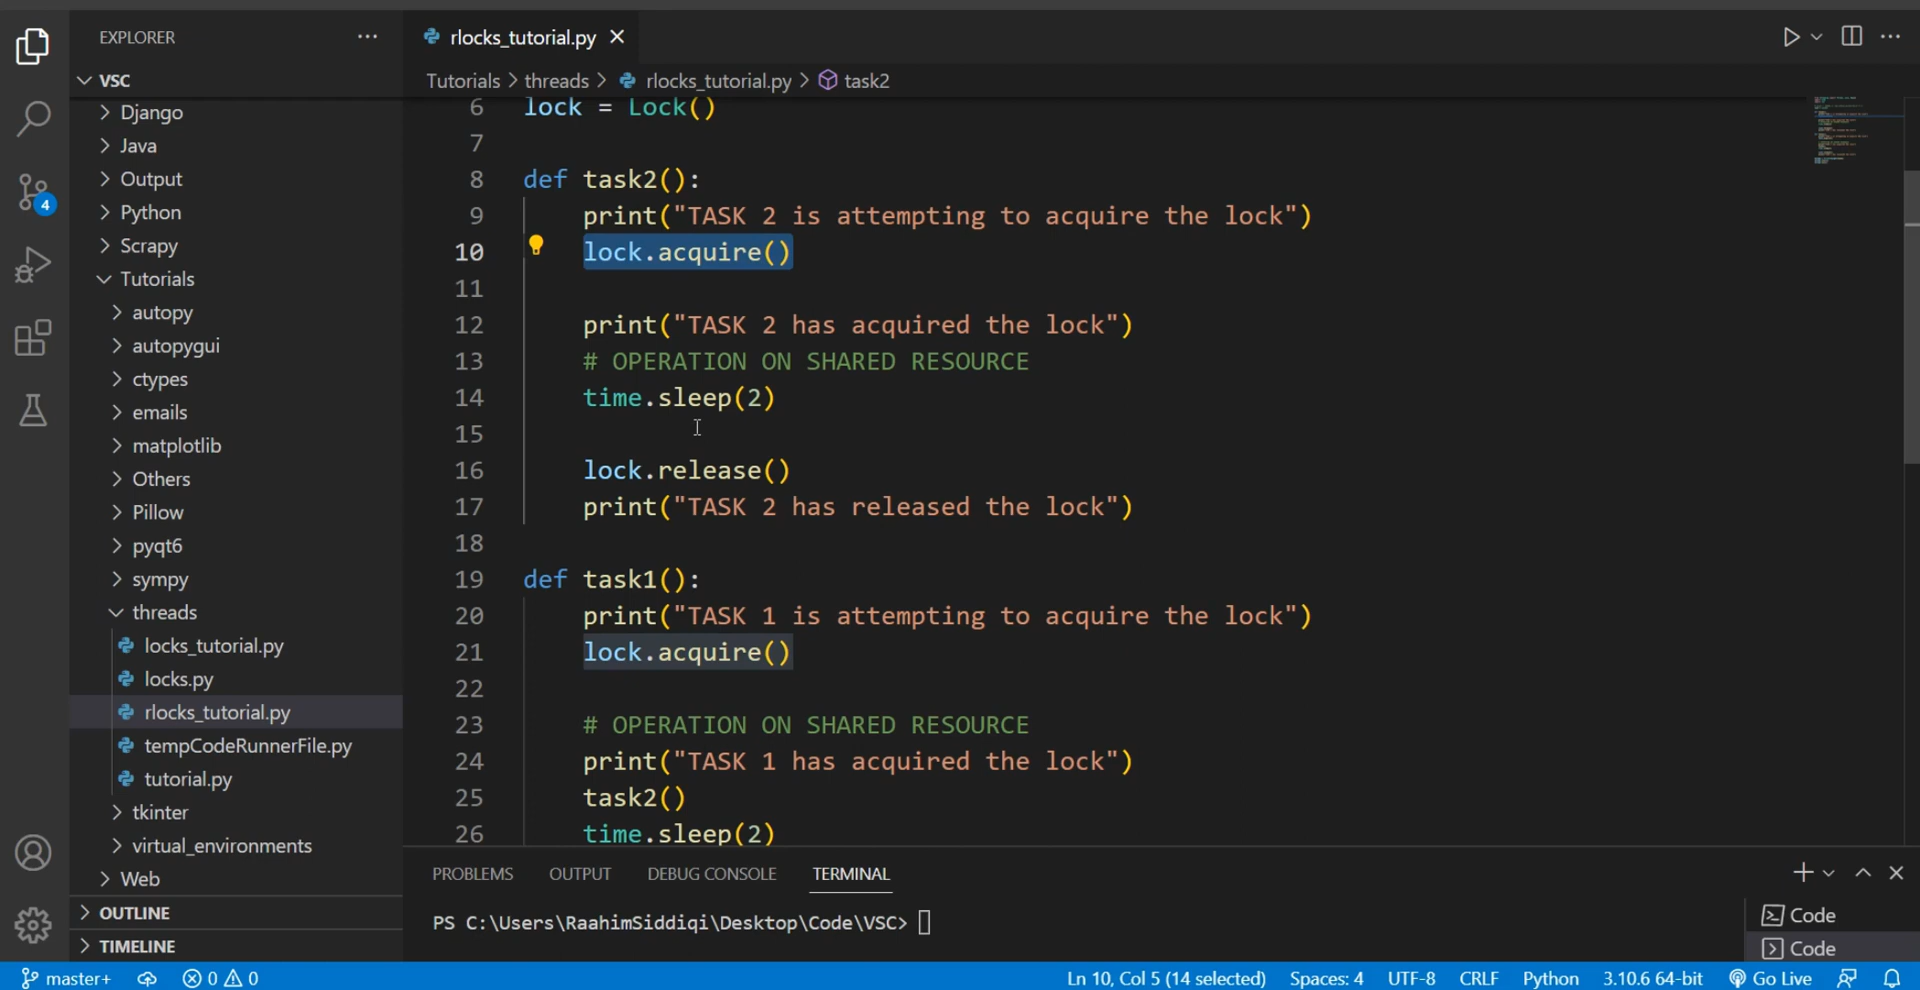 EXPLORER
VSC
Django
Java
Output
Python
Scrapy
Tutorials
autopy
autopygui
ctypes
emails
matplotlib
Others
Pillow
pyqt6
sympy
threads
locks_tutorial.py
locks.py
rlocks_tutorial.py
tempCodeRunnerFile.py
tutorial.py
tkinter
virtual_environments
Web
OUTLINE
TIMELINE
4
rlocks_tutorial.py
Tutorials > threads > rlocks_tutorial.py > task2
6 lock = Lock()
7
8 def task2():
9 print("TASK 2 is attempting to acquire the lock")
10 lock.acquire()
11
12 print("TASK 2 has acquired the lock")
13 # OPERATION ON SHARED RESOURCE
14 time.sleep(2)
15
16 lock.release()
17 print("TASK 2 has released the lock")
18
19 def task1():
20 print("TASK 1 is attempting to acquire the lock")
21 lock.acquire()
22
23 # OPERATION ON SHARED RESOURCE
24 print("TASK 1 has acquired the lock")
25 task2()
26 time.sleep(2)
PROBLEMS OUTPUT DEBUG CONSOLE TERMINAL
PS C:\Users\RaahimSiddiqi\Desktop\Code\VSC>
Code
Code
master+ 0 0 Ln 10, Col 5 (14 selected) Spaces: 4 UTF-8 CRLF Python 3.10.6 64-bit Go Live